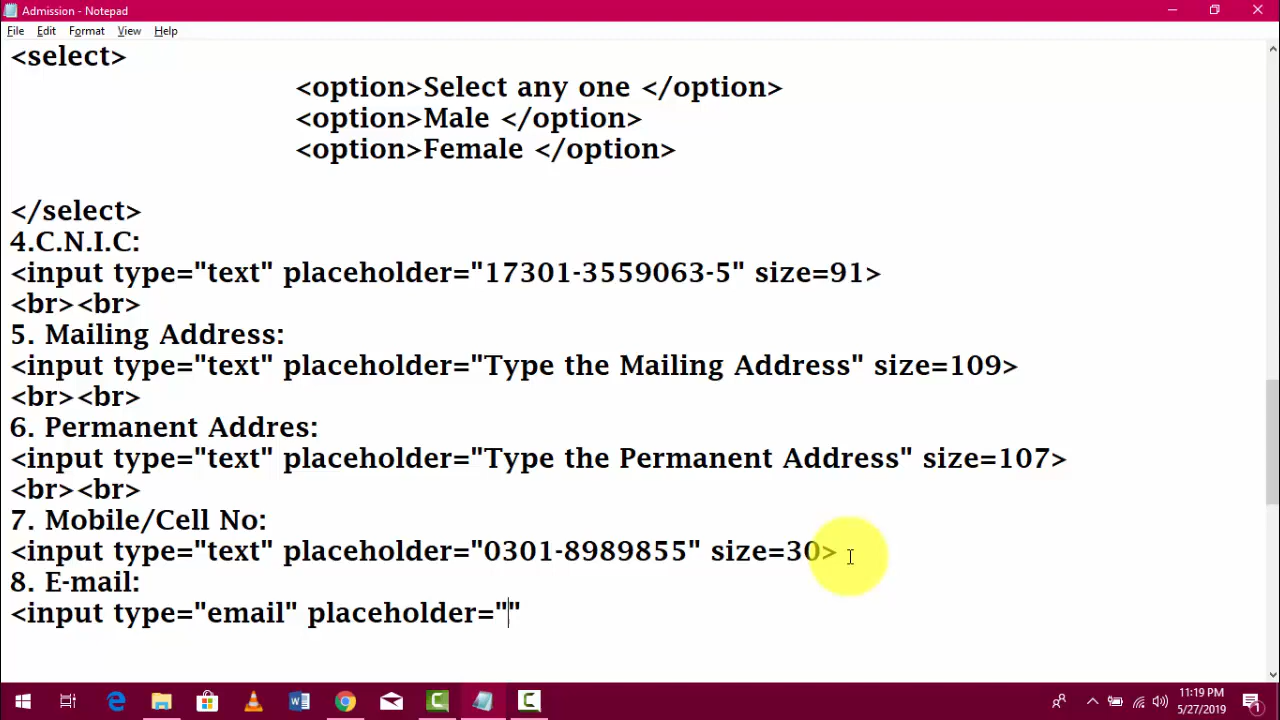 Admission - Notepad
File Edit Format View Help
<select>
<option>Select any one </option>
<option>Male </option>
<option>Female </option>
</select>
4.C.N.I.C:
<input type="text" placeholder="17301-3559063-5" size=91>
<br><br>
5. Mailing Address:
<input type="text" placeholder="Type the Mailing Address" size=109>
<br><br>
6. Permanent Addres:
<input type="text" placeholder="Type the Permanent Address" size=107>
<br><br>
7. Mobile/Cell No:
<input type="text" placeholder="0301-8989855" size=30>
8. E-mail:
<input type="email" placeholder=""
11:19 PM
5/27/2019